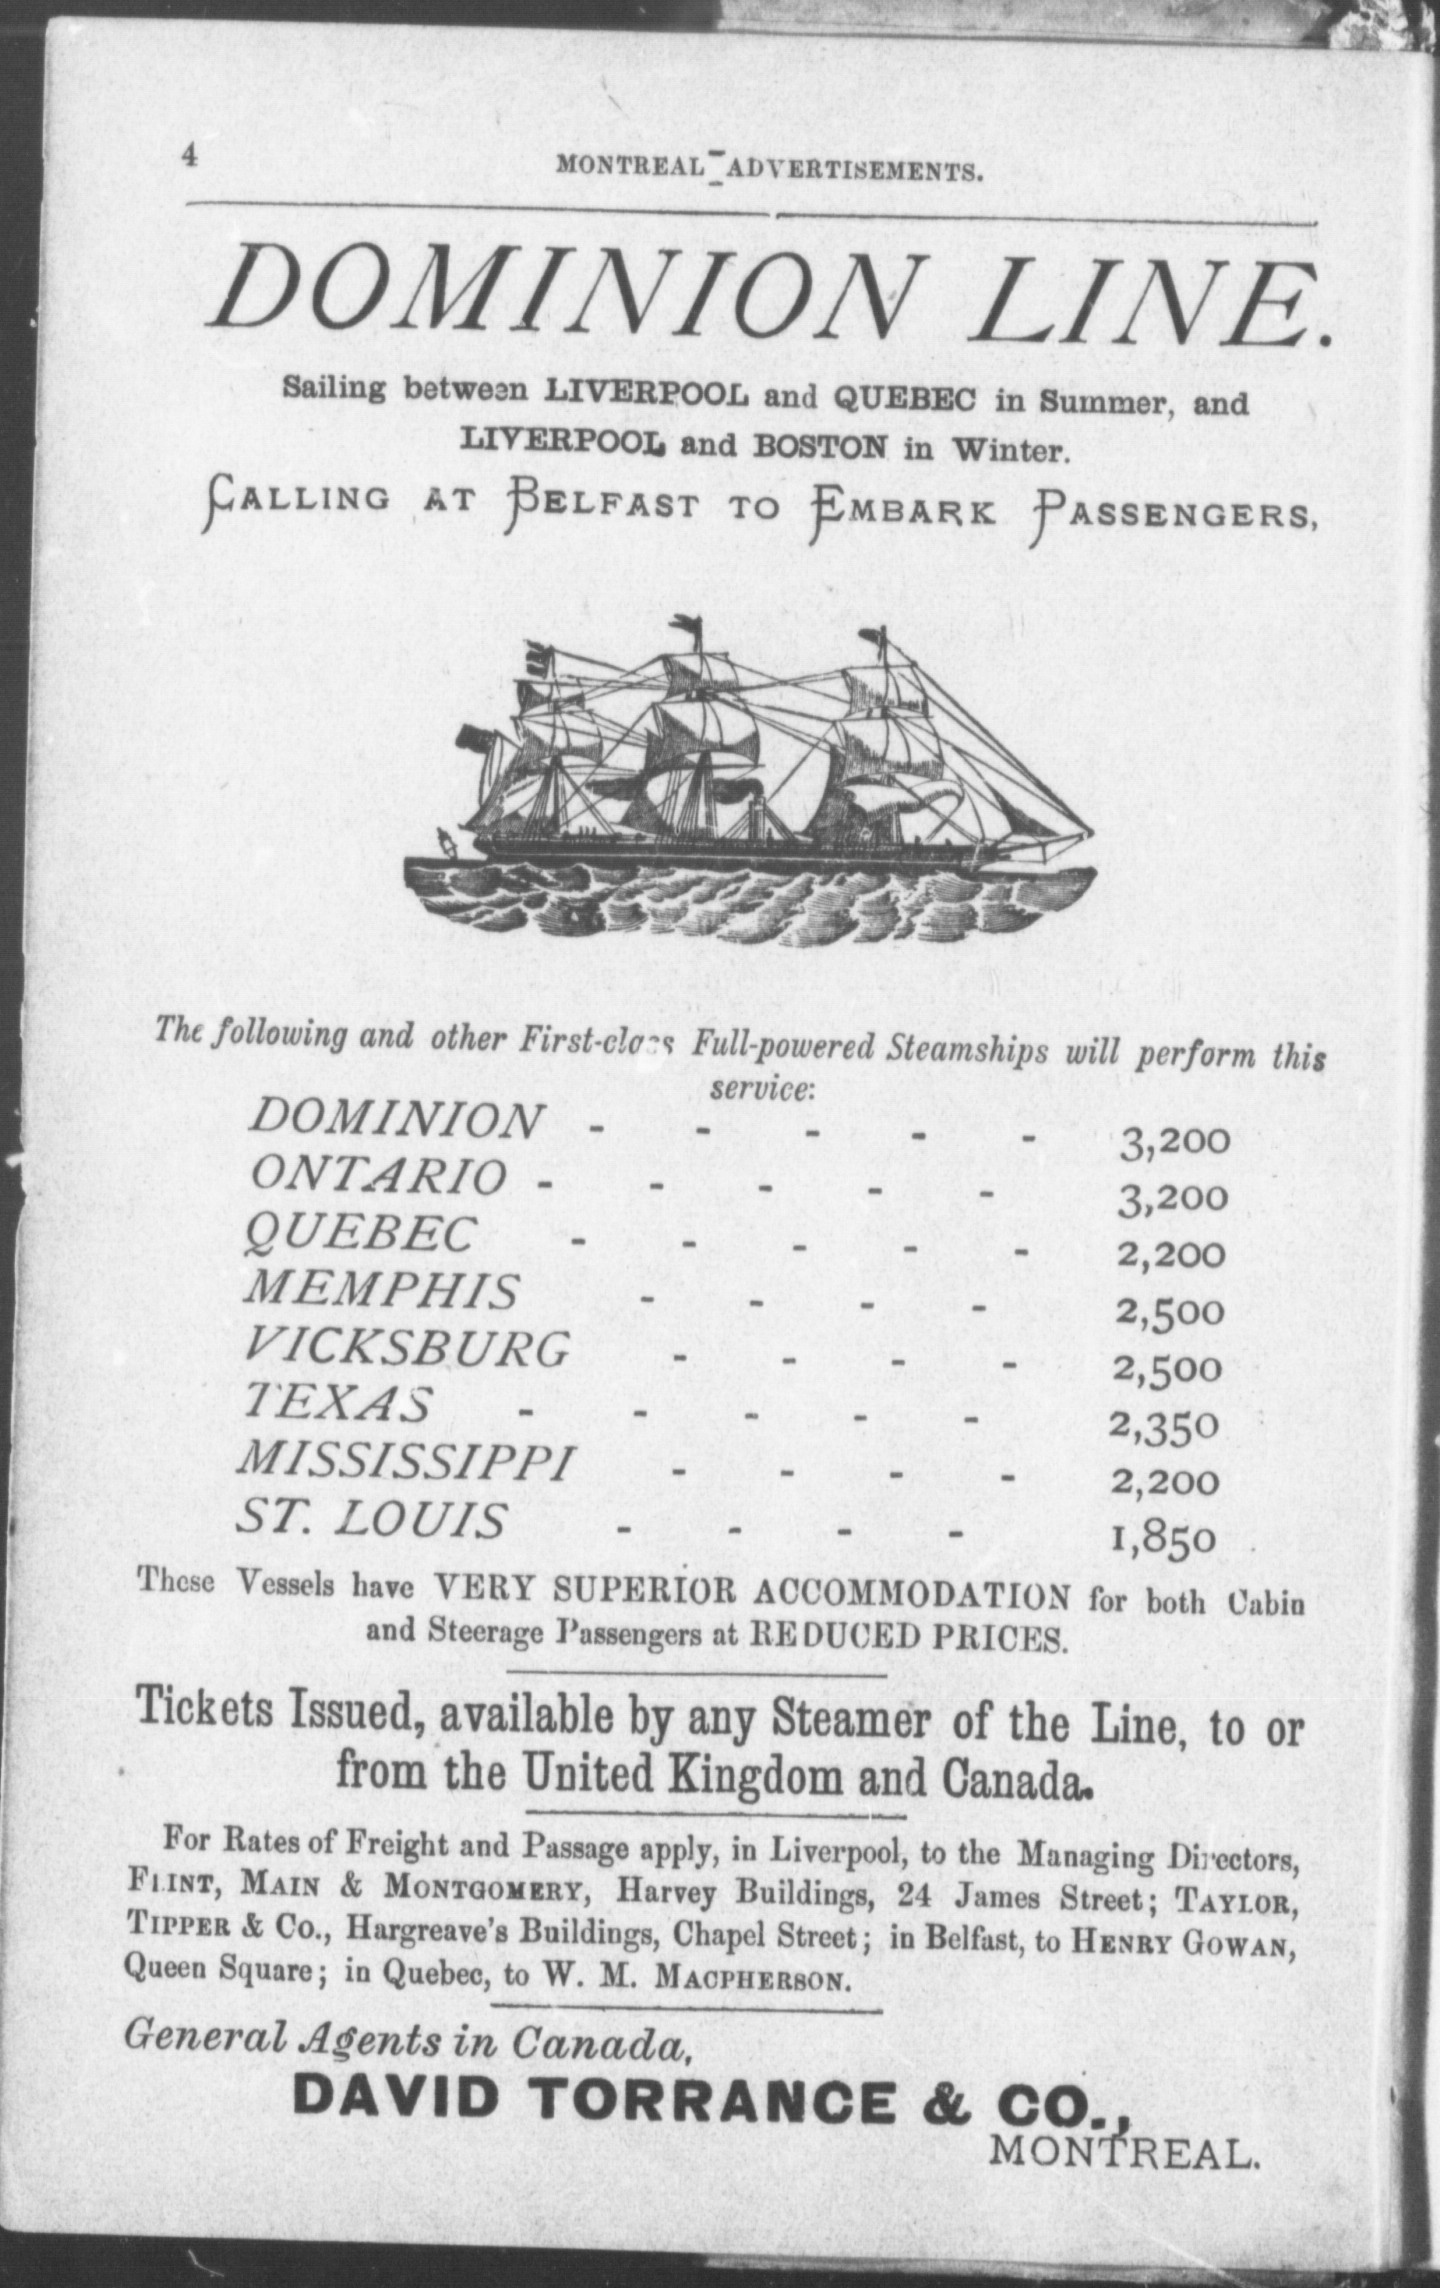 4
MONTREAL ADVERTISEMENTS.
DOMINION LINE.
Sailing between LIVERPOOL and QUEBEC in Summer, and
LIVERPOOL and BOSTON in Winter.
CALLING AT BELFAST TO EMBARK PASSENGERS,
The following and other First-class Full-powered Steamships will perform this
service:
DOMINION - - - - - 3,200
ONTARIO - - - - - 3,200
QUEBEC - - - - - 2,200
MEMPHIS - - - - 2,500
VICKSBURG - - - - 2,500
TEXAS - - - - - 2,350
MISSISSIPPI - - - - 2,200
ST. LOUIS - - - - 1,850
These Vessels have VERY SUPERIOR ACCOMMODATION for both Cabin
and Steerage Passengers at REDUCED PRICES.
Tickets Issued, available by any Steamer of the Line, to or
from the United Kingdom and Canada.
For Rates of Freight and Passage apply, in Liverpool, to the Managing Directors,
FLINT, MAIN & MONTGOMERY, Harvey Buildings, 24 James Street; TAYLOR,
TIPPER & CO., Hargreave's Buildings, Chapel Street; in Belfast, to HENRY GOWAN,
Queen Square; in Quebec, to W. M. MACPHERSON.
General Agents in Canada,
DAVID TORRANCE & CO.,
MONTREAL.